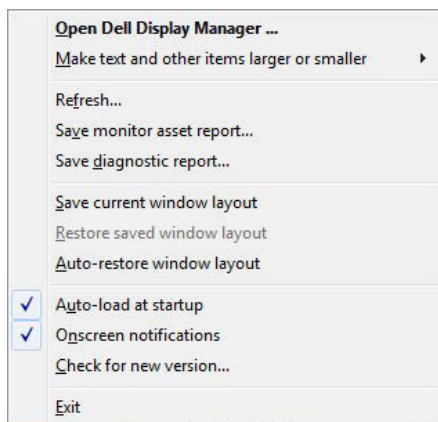 Open Dell Display Manager ...
Make text and other items larger or smaller
Refresh...
Save monitor asset report...
Save diagnostic report...
Save current window layout
Restore saved window layout
Auto-restore window layout
Auto-load at startup
Onscreen notifications
Check for new version...
Exit